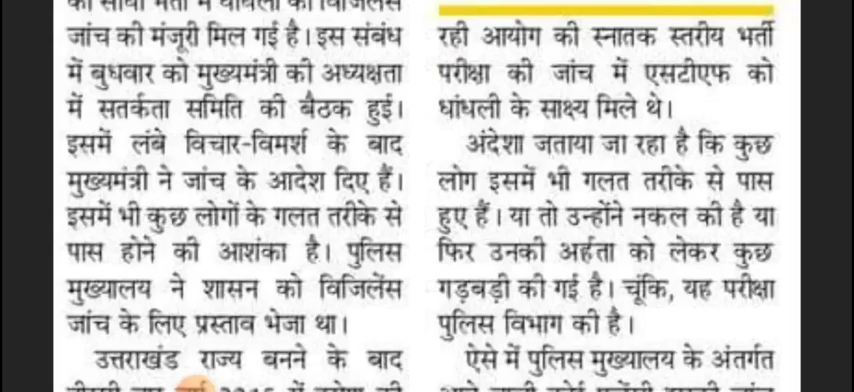 की सीधी भर्ती में धांधली की विजिलेंस
जांच की मंजूरी मिल गई है। इस संबंध
में बुधवार को मुख्यमंत्री की अध्यक्षता
में सतर्कता समिति की बैठक हुई।
इसमें लंबे विचार-विमर्श के बाद
मुख्यमंत्री ने जांच के आदेश दिए हैं।
इसमें भी कुछ लोगों के गलत तरीके से
पास होने की आशंका है। पुलिस
मुख्यालय ने शासन को विजिलेंस
जांच के लिए प्रस्ताव भेजा था।
उत्तराखंड राज्य बनने के बाद
रही आयोग की स्नातक स्तरीय भर्ती
परीक्षा की जांच में एसटीएफ को
धांधली के साक्ष्य मिले थे।
अंदेशा जताया जा रहा है कि कुछ
लोग इसमें भी गलत तरीके से पास
हुए हैं। या तो उन्होंने नकल की है या
फिर उनकी अर्हता को लेकर कुछ
गड़बड़ी की गई है। चूंकि, यह परीक्षा
पुलिस विभाग की है।
ऐसे में पुलिस मुख्यालय के अंतर्गत